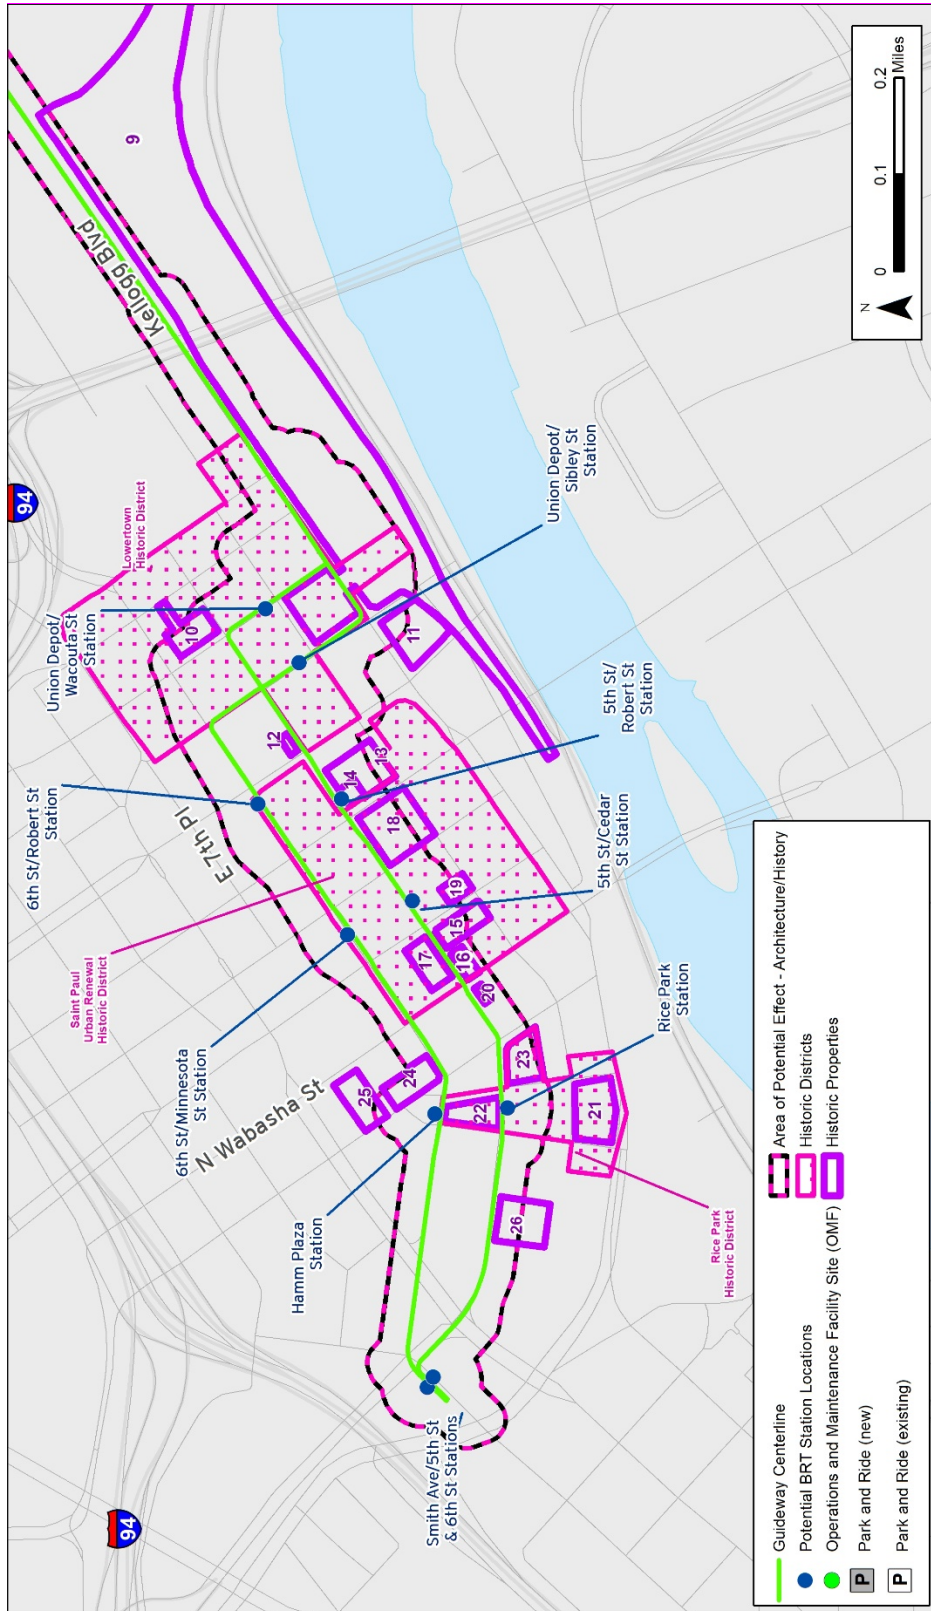 94
94
9
Kellogg Blvd
Lowertown
Historic District
Union Depot/
Wacouta St
Station
Union Depot/
Sibley St
Station
10
11
12
13
14
E 7th Pl
6th St/Robert St
Station
5th St/
Robert St
Station
Saint Paul
Urban Renewal
Historic District
18
19
15
17
16
20
5th St/Cedar
St Station
6th St/Minnesota
St Station
N Wabasha St
25
24
23
22
21
26
Rice Park
Station
Hamm Plaza
Station
Rice Park
Historic District
Smith Ave/5th St
& 6th St Stations
Guideway Centerline
Potential BRT Station Locations
Operations and Maintenance Facility Site (OMF)
P Park and Ride (new)
P Park and Ride (existing)
Area of Potential Effect - Architecture/History
Historic Districts
Historic Properties
N
0 0.1 0.2
Miles